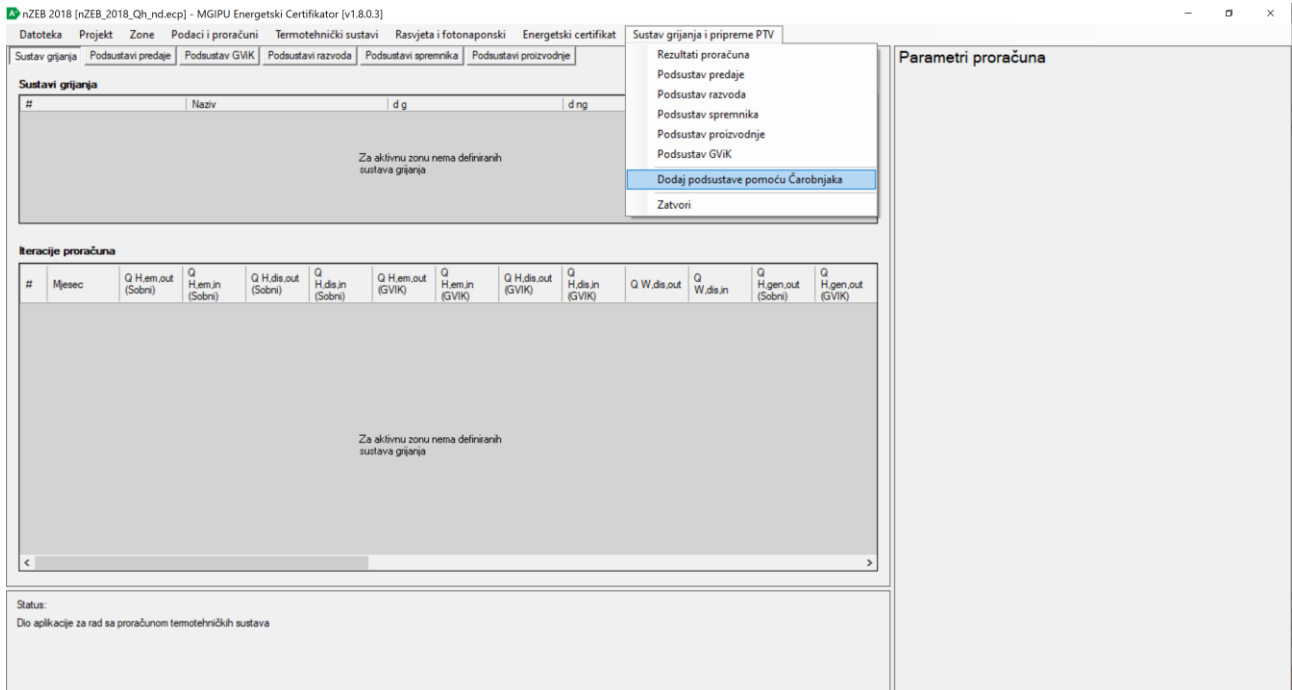 nZEB 2018 [nZEB_2018_Qh_nd.ecp] - MGIPU Energetski Certifikator [v1.8.0.3]
Datoteka Projekt Zone Podaci i proračuni Termotehnički sustavi Rasvjeta i fotonaponski Energetski certifikat Sustav grijanja i pripreme PTV
Sustav grijanja Podsustavi predaje Podsustav GViK Podsustavi razvoda Podsustavi spremnika Podsustavi proizvodnje
Rezultati proračuna
Podsustav predaje
Podsustav razvoda
Podsustav spremnika
Podsustav proizvodnje
Podsustav GViK
Dodaj podsustave pomoću Čarobnjaka
Zatvori
Parametri proračuna
Sustavi grijanja
# Naziv d g d ng
Za aktivnu zonu nema definiranih
sustava grijanja
Iteracije proračuna
# Mjesec
Q H,em,out
(Sobni)
Q
H,em,in
(Sobni)
Q H,dis,out
(Sobni)
Q
H,dis,in
(Sobni)
Q H,em,out
(GVIK)
Q
H,em,in
(GVIK)
Q H,dis,out
(GVIK)
Q
H,dis,in
(GVIK)
Q W,dis,out
Q
W,dis,in
Q
H,gen,out
(Sobni)
Q
H,gen,out
(GVIK)
Za aktivnu zonu nema definiranih
sustava grijanja
Status:
Dio aplikacije za rad sa proračunom termotehničkih sustava